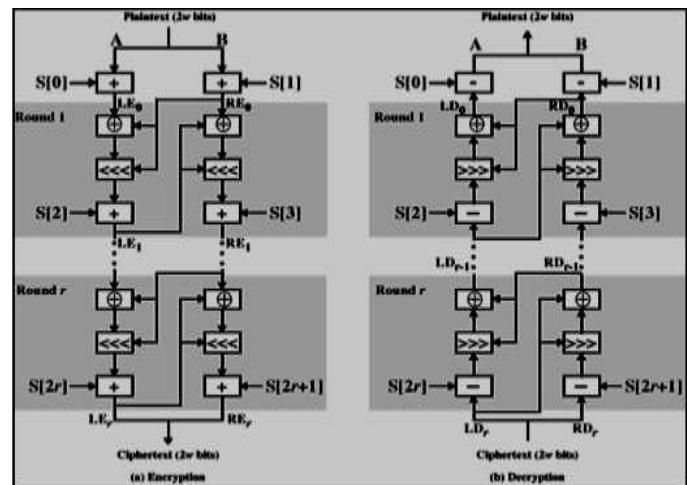 Plaintext (2w bits)
A B
S[0] + + S[1]
LE0 RE0
Round 1
<<< <<<
S[2] + + S[3]
LE1 RE1
Round r
<<< <<<
S[2r] + + S[2r+1]
LEr REr
Ciphertext (2w bits)
(a) Encryption
Plaintext (2w bits)
A B
S[0] - - S[1]
LD0 RD0
Round 1
>>> >>>
S[2] − − S[3]
LDr-1 RDr-1
Round r
>>> >>>
S[2r] − − S[2r+1]
LDr RDr
Ciphertext (2w bits)
(b) Decryption